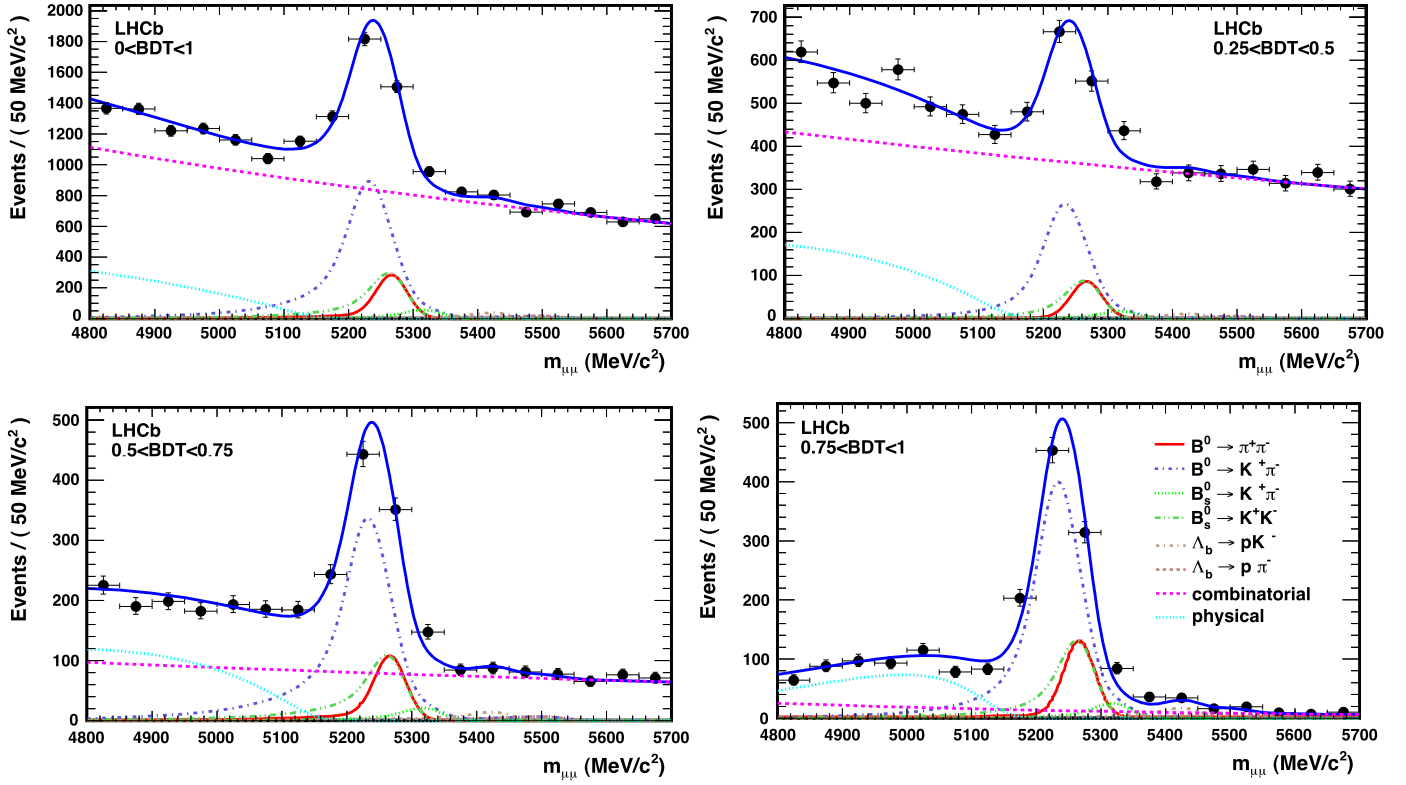 LHCb
0<BDT<1
Events / ( 50 MeV/c²)
2000
1800
1600
1400
1200
1000
800
600
400
200
0
4800 4900 5000 5100 5200 5300 5400 5500 5600 5700
mμμ (MeV/c²)
LHCb
0.25<BDT<0.5
Events / ( 50 MeV/c²)
700
600
500
400
300
200
100
0
4800 4900 5000 5100 5200 5300 5400 5500 5600 5700
mμμ (MeV/c²)
LHCb
0.5<BDT<0.75
Events / ( 50 MeV/c²)
500
400
300
200
100
0
4800 4900 5000 5100 5200 5300 5400 5500 5600 5700
mμμ (MeV/c²)
LHCb
0.75<BDT<1
Events / ( 50 MeV/c²)
500
400
300
200
100
0
4800 4900 5000 5100 5200 5300 5400 5500 5600 5700
mμμ (MeV/c²)
B⁰ → π⁺π⁻
B⁰ → K⁺π⁻
B⁰s → K⁺π⁻
B⁰s → K⁺K⁻
Λb → pK⁻
Λb → p π⁻
combinatorial
physical